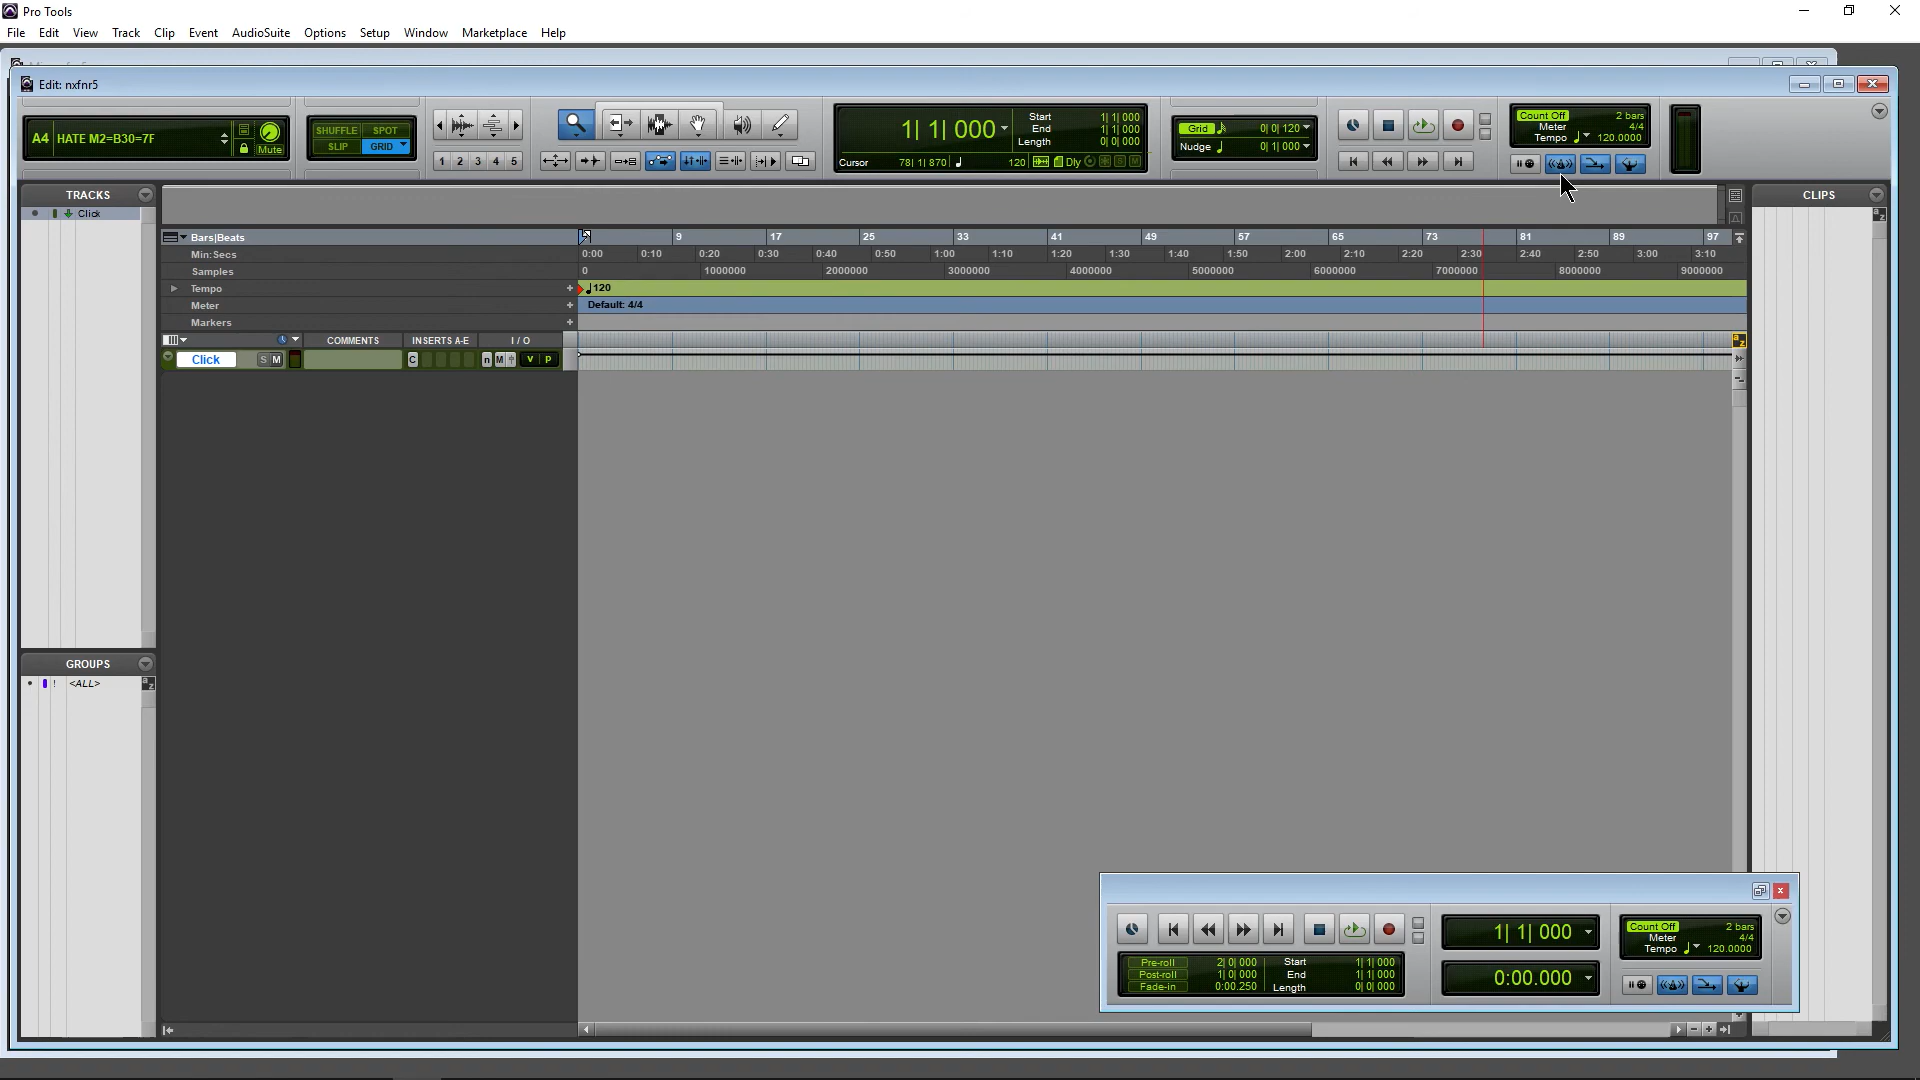 Pro Tools
File Edit View Track Clip Event AudioSuite Options Setup Window Marketplace Help
Edit: nxfnr5
A4 HATE M2=B30=7F Mute
SHUFFLE SPOT
SLIP GRID
1 2 3 4 5
1| 1| 000
Start 1| 1| 000
End 1| 1| 000
Length 0| 0| 000
Cursor 78| 1| 870 120 Dly
Grid 0| 0| 120
Nudge 0| 1| 000
Count Off 2 bars
Meter 4/4
Tempo 120.0000
TRACKS
Click
CLIPS
Bars|Beats 9 17 25 33 41 49 57 65 73 81 89 97
Min:Secs 0:00 0:10 0:20 0:30 0:40 0:50 1:00 1:10 1:20 1:30 1:40 1:50 2:00 2:10 2:20 2:30 2:40 2:50 3:00 3:10
Samples 0 1000000 2000000 3000000 4000000 5000000 6000000 7000000 8000000 9000000
Tempo + 120
Meter + Default: 4/4
Markers +
COMMENTS INSERTS A-E I / O
Click S M C n M v p
GROUPS
! <ALL>
1| 1| 000
Count Off 2 bars
Meter 4/4
Tempo 120.0000
Pre-roll 2| 0| 000 Start 1| 1| 000
Post-roll 1| 0| 000 End 1| 1| 000
Fade-in 0:00.250 Length 0| 0| 000
0:00.000